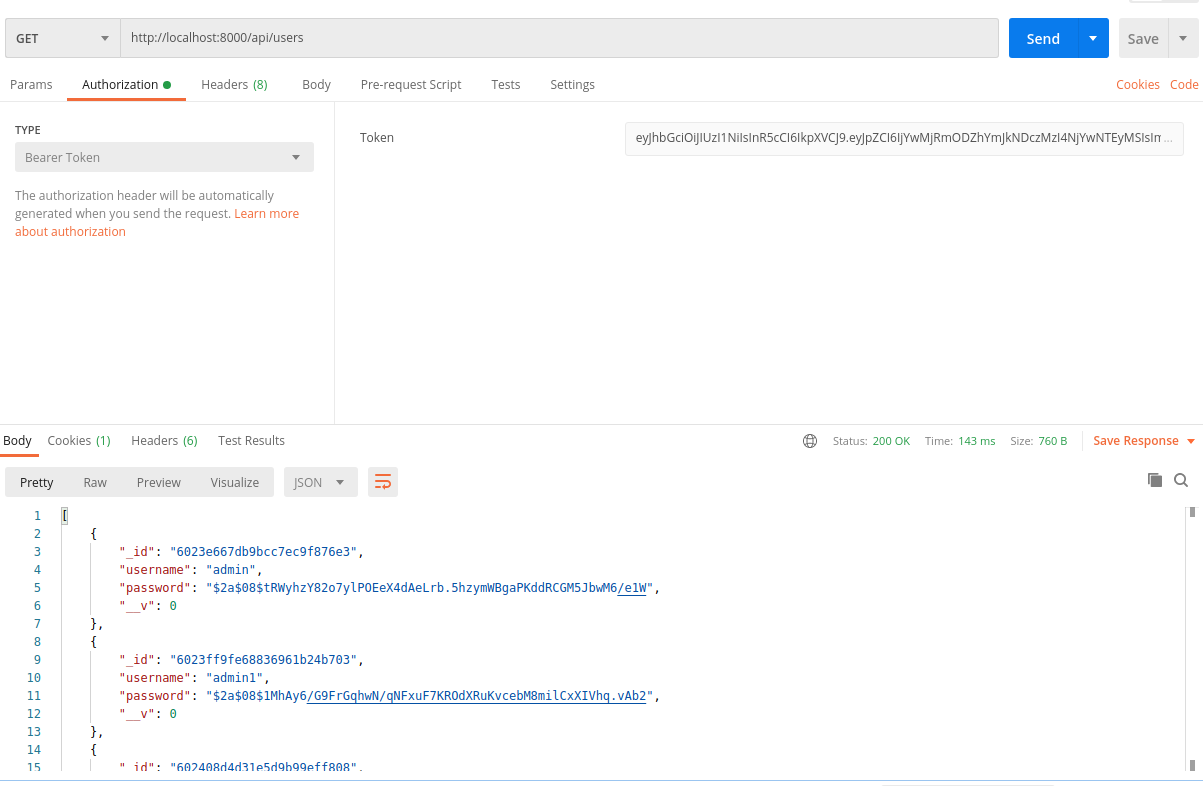 GET http://localhost:8000/api/users Send Save
Params Authorization Headers (8) Body Pre-request Script Tests Settings Cookies Code
TYPE
Bearer Token
The authorization header will be automatically
generated when you send the request. Learn more
about authorization
Token eyJhbGciOiJIUzI1NiIsInR5cCI6IkpXVCJ9.eyJpZCI6IjYwMjRmODZhYmJkNDczMzI4NjYwNTEyMSIsIm...
Body Cookies (1) Headers (6) Test Results Status: 200 OK Time: 143 ms Size: 760 B Save Response
Pretty Raw Preview Visualize JSON
1 [
2 {
3 "_id": "6023e667db9bcc7ec9f876e3",
4 "username": "admin",
5 "password": "$2a$08$tRWyhzY82o7ylPOEeX4dAeLrb.5hzymWBgaPKddRCGM5JbwM6/e1W",
6 "__v": 0
7 },
8 {
9 "_id": "6023ff9fe68836961b24b703",
10 "username": "admin1",
11 "password": "$2a$08$1MhAy6/G9FrGqhwN/qNFxuF7KROdXRuKvcebM8milCxXIVhq.vAb2",
12 "__v": 0
13 },
14 {
15 "_id": "602408d4d31e5d9b99eff808",